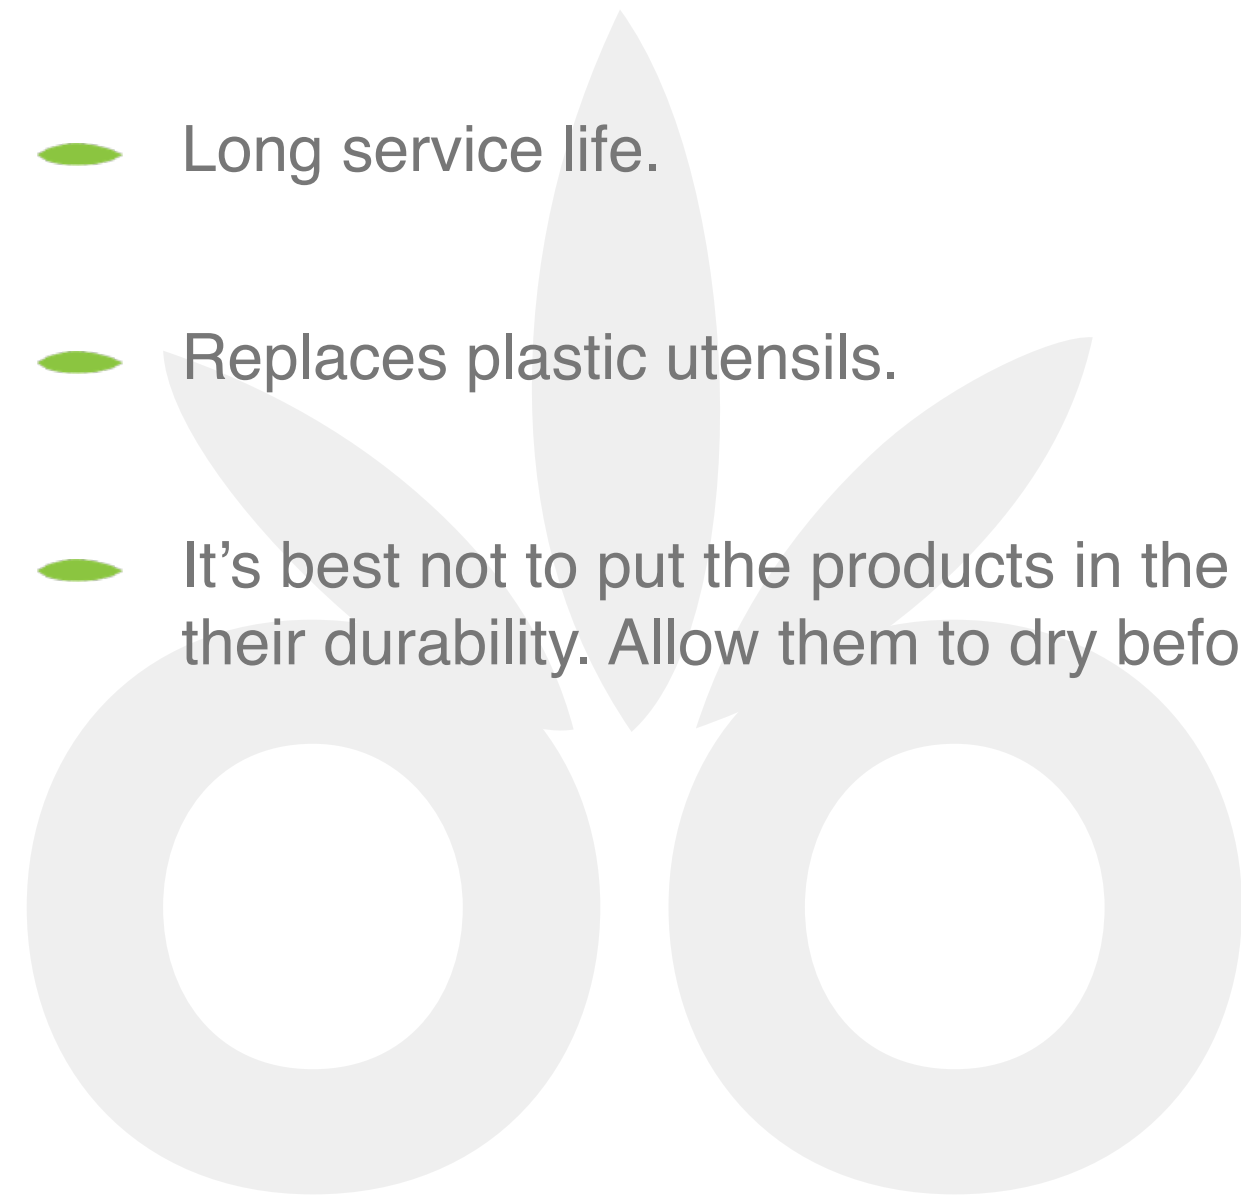 Long service life.
Replaces plastic utensils.
It’s best not to put the products in the
their durability. Allow them to dry